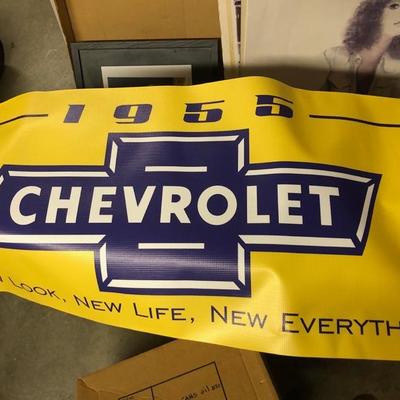 1955
CHEVROLET
LOOK, NEW LIFE, NEW EVERYTH